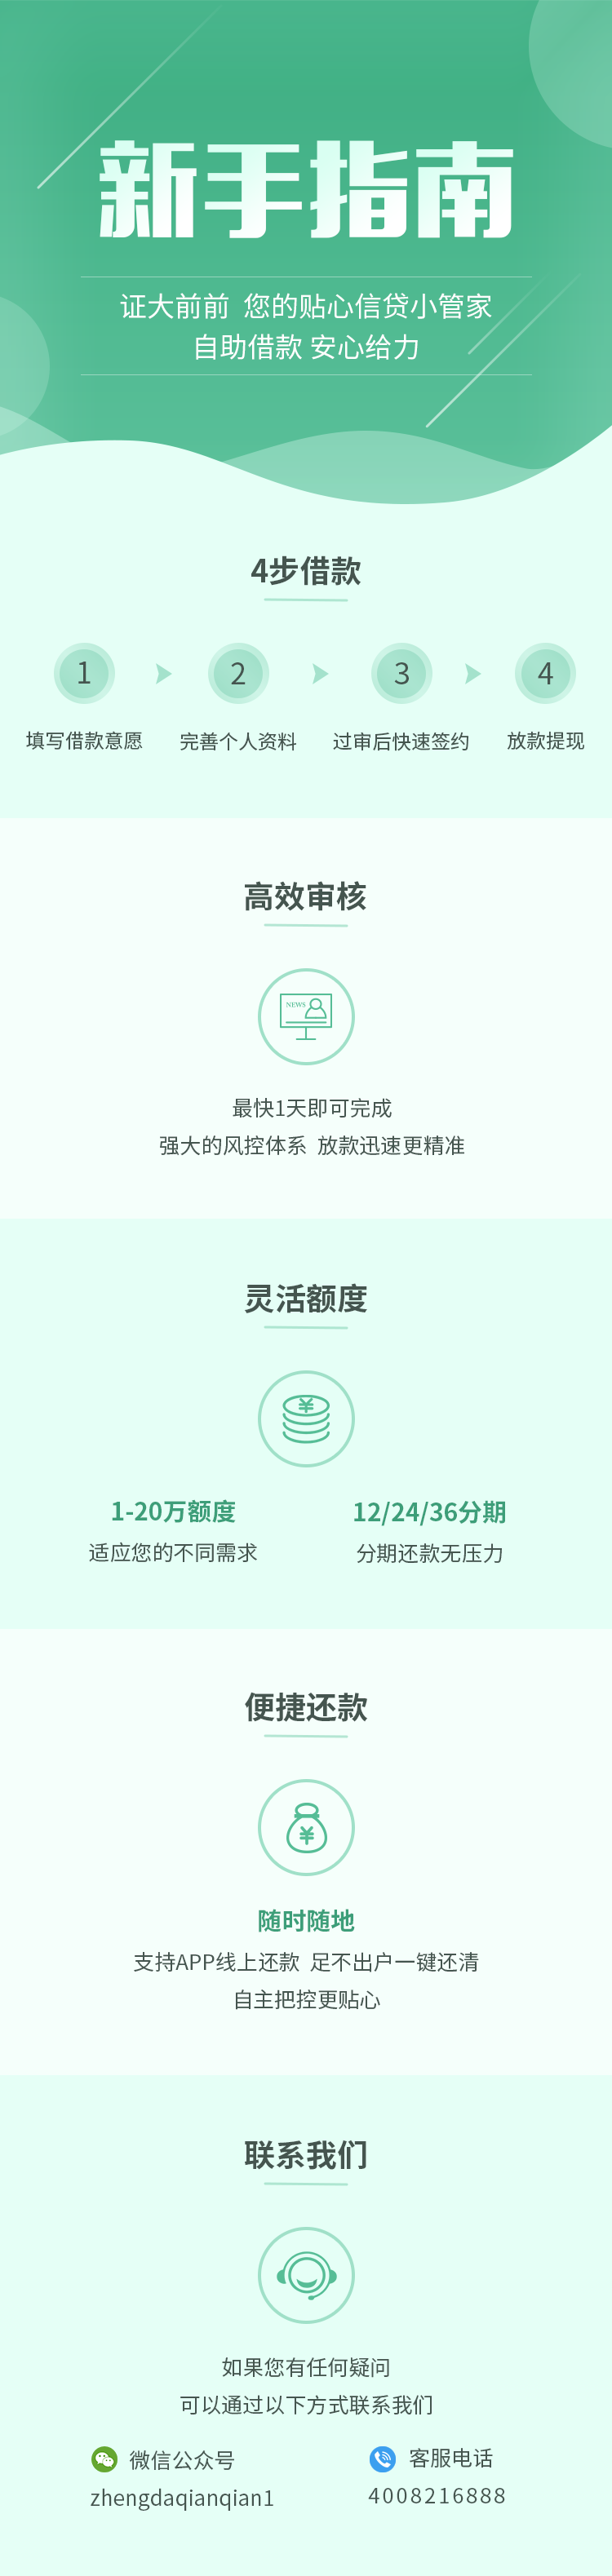 新手指南
证大前前 您的贴心信贷小管家
自助借款 安心给力
4步借款
1 2 3 4
填写借款意愿 完善个人资料 过审后快速签约 放款提现
高效审核
NEWS
最快1天即可完成
强大的风控体系 放款迅速更精准
灵活额度
¥
1-20万额度 12/24/36分期
适应您的不同需求 分期还款无压力
便捷还款
¥
随时随地
支持APP线上还款 足不出户一键还清
自主把控更贴心
联系我们
如果您有任何疑问
可以通过以下方式联系我们
微信公众号 客服电话
zhengdaqianqian1 4008216888